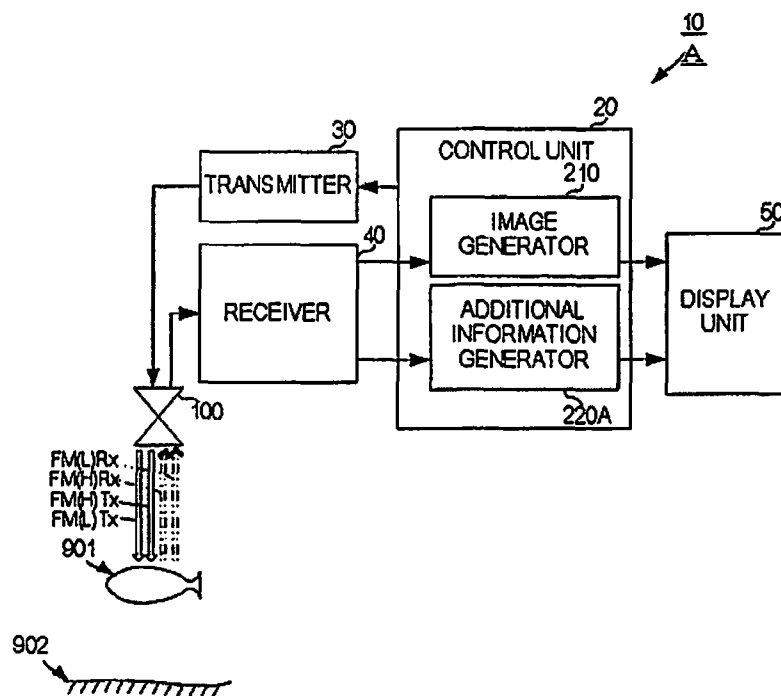 10
A
20
30
CONTROL UNIT
TRANSMITTER
210
50
40
IMAGE
GENERATOR
RECEIVER
DISPLAY
UNIT
ADDITIONAL
INFORMATION
GENERATOR
100
220A
FM(L)Rx
FM(H)Rx
FM(H)Tx
FM(L)Tx
901
902